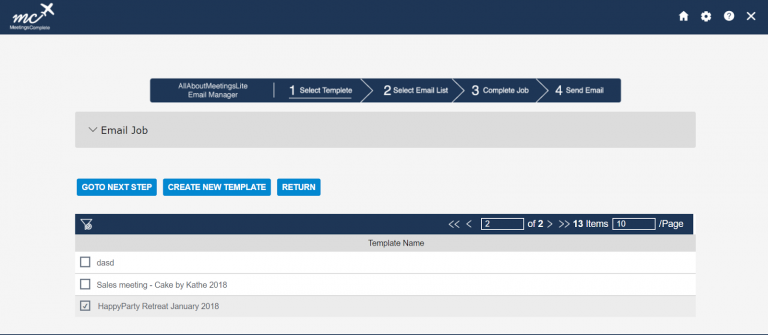 mc
MeetingsComplete
AllAboutMeetingsLite
Email Manager
1 Select Templete
2 Select Email List
3 Complete Job
4 Send Email
Email Job
GOTO NEXT STEP
CREATE NEW TEMPLATE
RETURN
<< < 2 of 2 > >> 13 Items 10 /Page
Template Name
dasd
Sales meeting - Cake by Kathe 2018
HappyParty Retreat January 2018